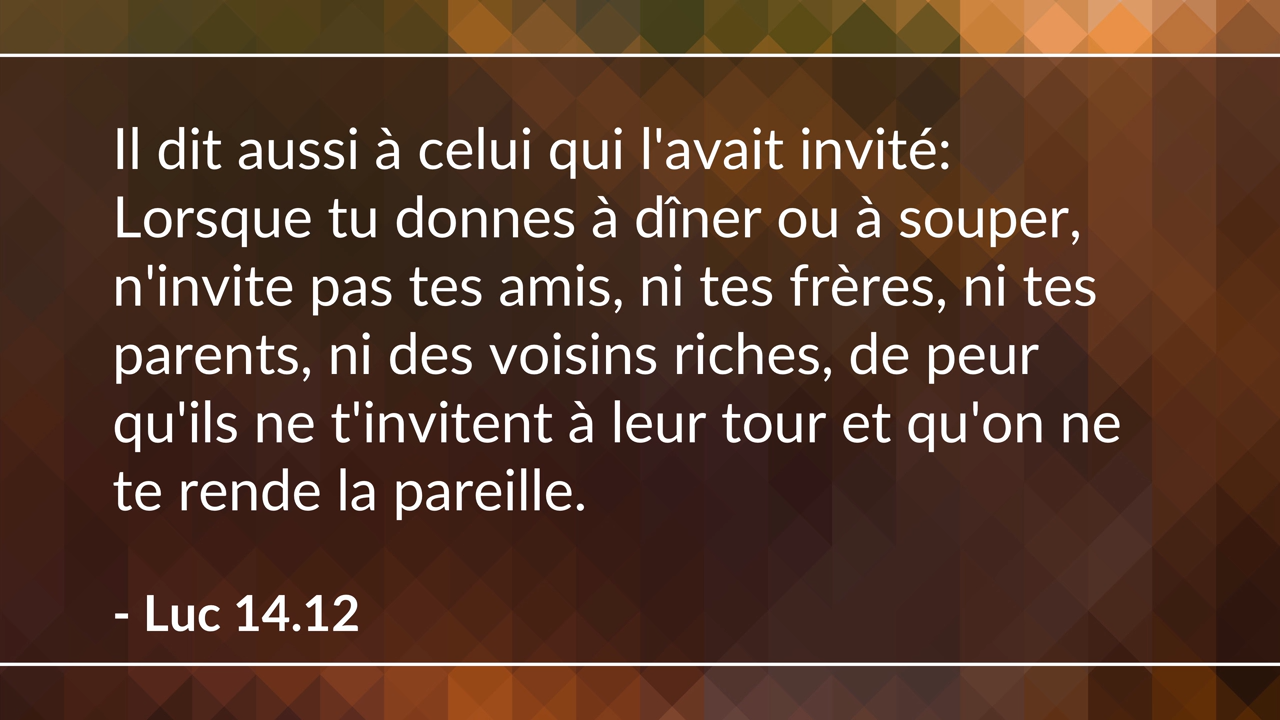 Il dit aussi à celui qui l'avait invité:
Lorsque tu donnes à dîner ou à souper,
n'invite pas tes amis, ni tes frères, ni tes
parents, ni des voisins riches, de peur
qu'ils ne t'invitent à leur tour et qu'on ne
te rende la pareille.
- Luc 14.12